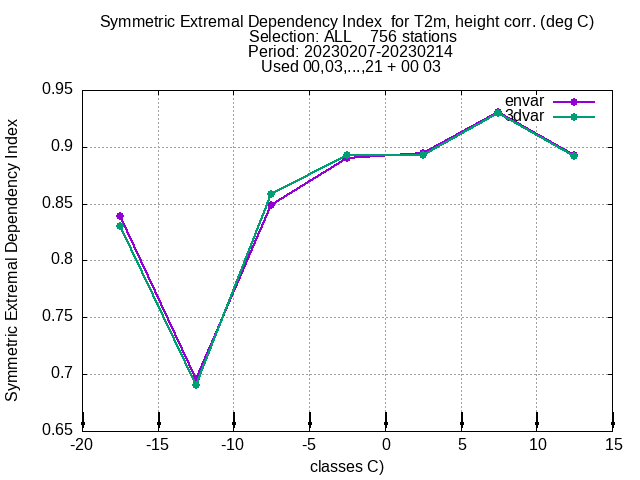 Symmetric Extremal Dependency Index  for T2m, height corr. (deg C)
Selection: ALL    756 stations
Period: 20230207-20230214
Used 00,03,...,21 + 00 03
envar
3dvar
Symmetric Extremal Dependency Index
0.95
0.9
0.85
0.8
0.75
0.7
0.65
-20 -15 -10 -5 0 5 10 15
classes C)